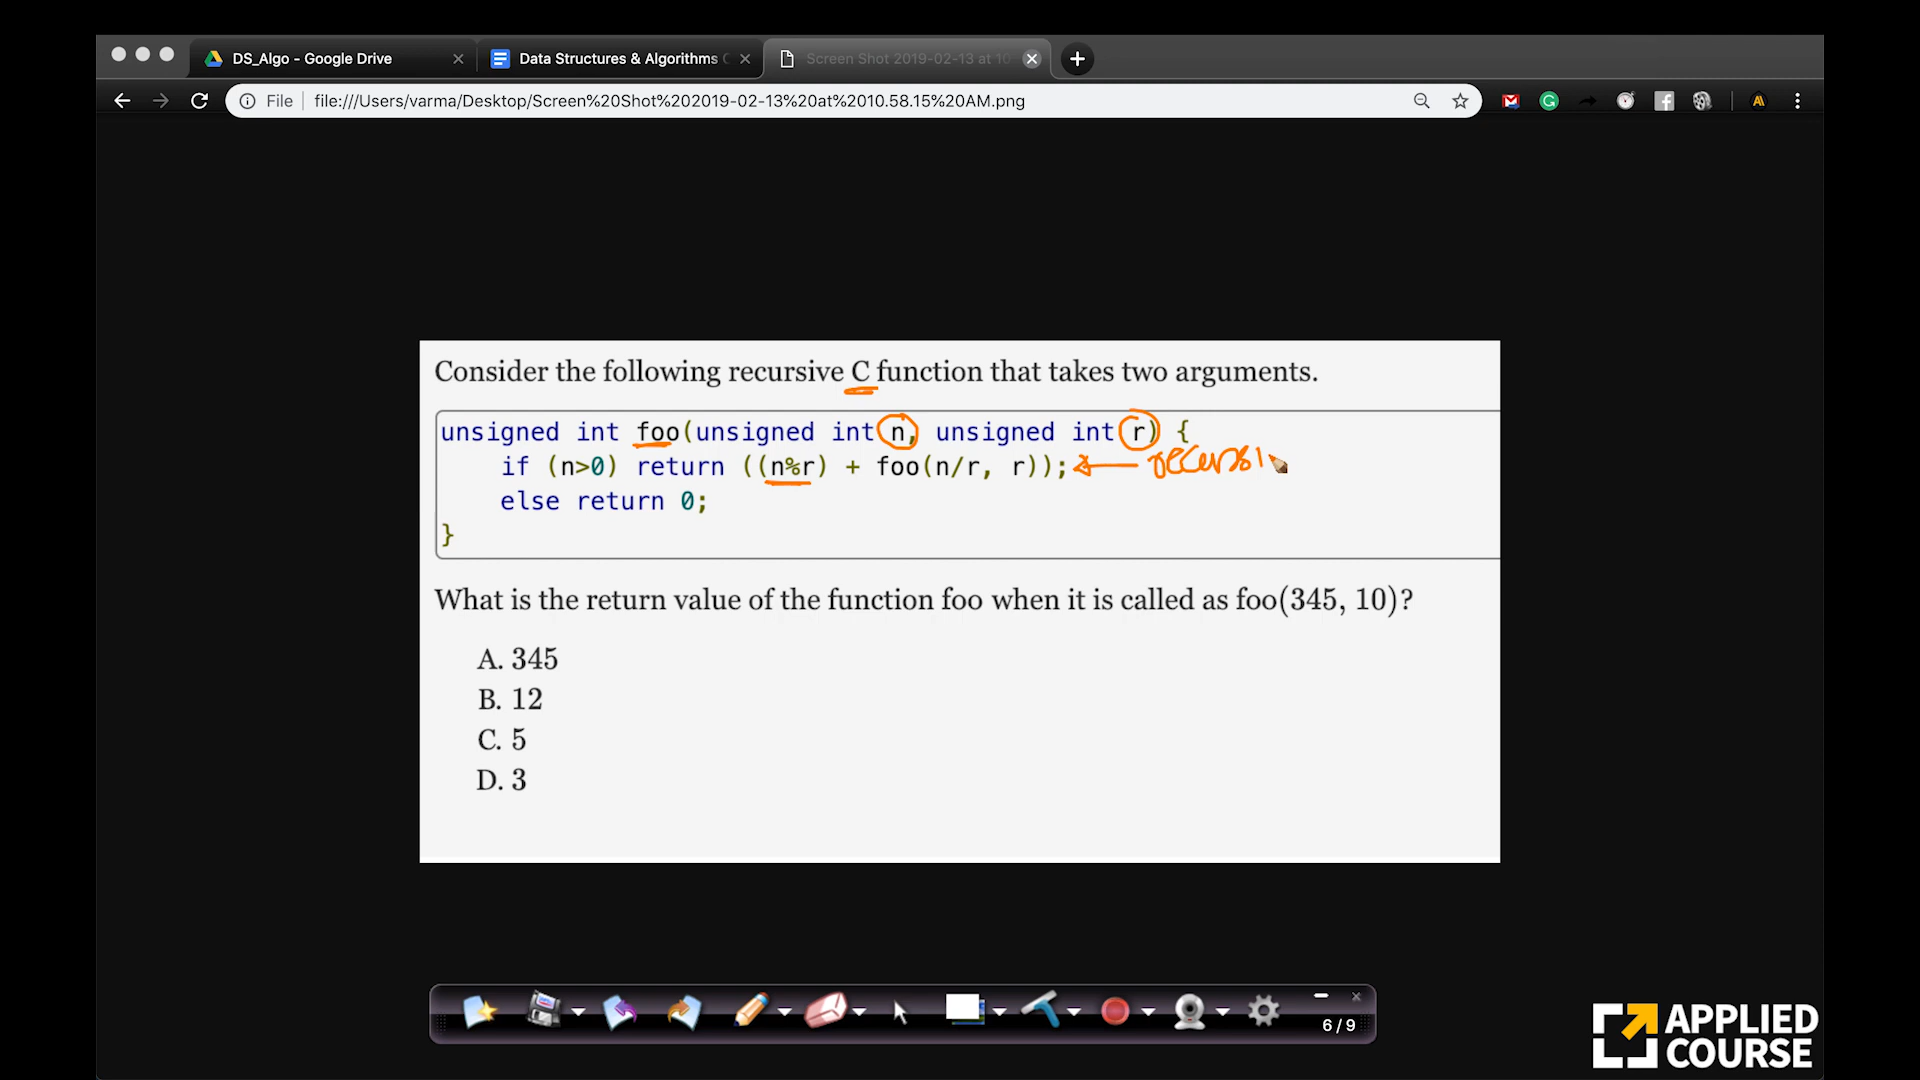 DS_Algo - Google Drive
Data Structures & Algorithms
Screen Shot 2019-02-13 at 10
File
file:///Users/varma/Desktop/Screen%20Shot%202019-02-13%20at%2010.58.15%20AM.png
Consider the following recursive C function that takes two arguments.
unsigned int foo(unsigned int n, unsigned int r) {
if (n>0) return ((n%r) + foo(n/r, r)); recursi
else return 0;
}
What is the return value of the function foo when it is called as foo(345, 10)?
A. 345
B. 12
C. 5
D. 3
6/9
APPLIED
COURSE